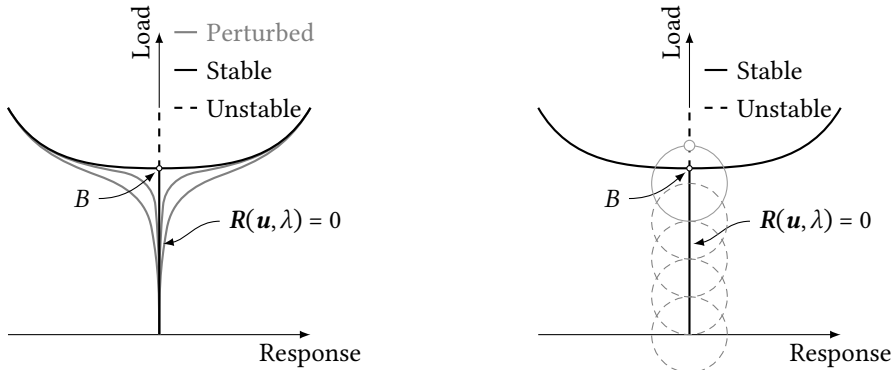 Load
Perturbed
Stable
Unstable
B
R(u, λ) = 0
Response
Load
Stable
Unstable
B
R(u, λ) = 0
Response